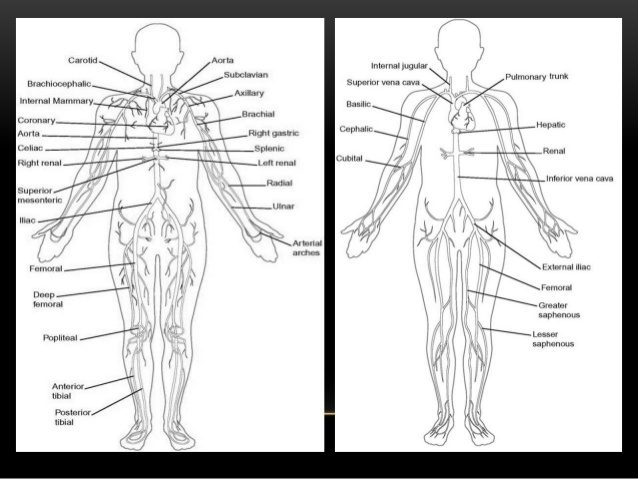 Carotid
Brachiocephalic
Internal Mammary
Coronary
Aorta
Celiac
Right renal
Superior
mesenteric
Iliac
Femoral
Deep
femoral
Popliteal
Anterior
tibial
Posterior
tibial
Aorta
Subclavian
Axillary
Brachial
Right gastric
Splenic
Left renal
Radial
Ulnar
Arterial
arches
Internal jugular
Superior vena cava
Basilic
Cephalic
Cubital
Pulmonary trunk
Hepatic
Renal
Inferior vena cava
External iliac
Femoral
Greater
saphenous
Lesser
saphenous